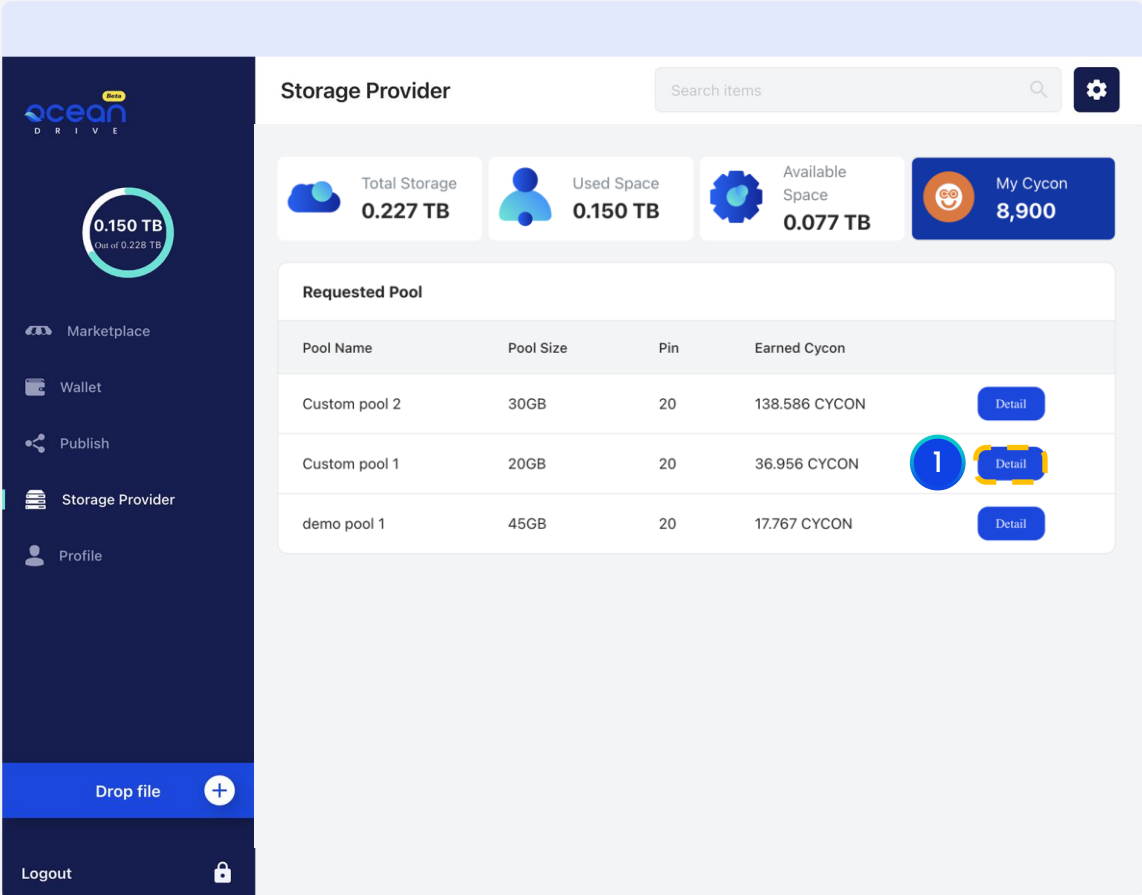 Beta
ocean
DRIVE
0.150 TB
Out of 0.228 TB
Marketplace
Wallet
Publish
Storage Provider
Profile
Drop file
Logout
Storage Provider
Search items
Total Storage
0.227 TB
Used Space
0.150 TB
Available
Space
0.077 TB
My Cycon
8,900
Requested Pool
Pool Name Pool Size Pin Earned Cycon
Custom pool 2 30GB 20 138.586 CYCON Detail
Custom pool 1 20GB 20 36.956 CYCON 1 Detail
demo pool 1 45GB 20 17.767 CYCON Detail